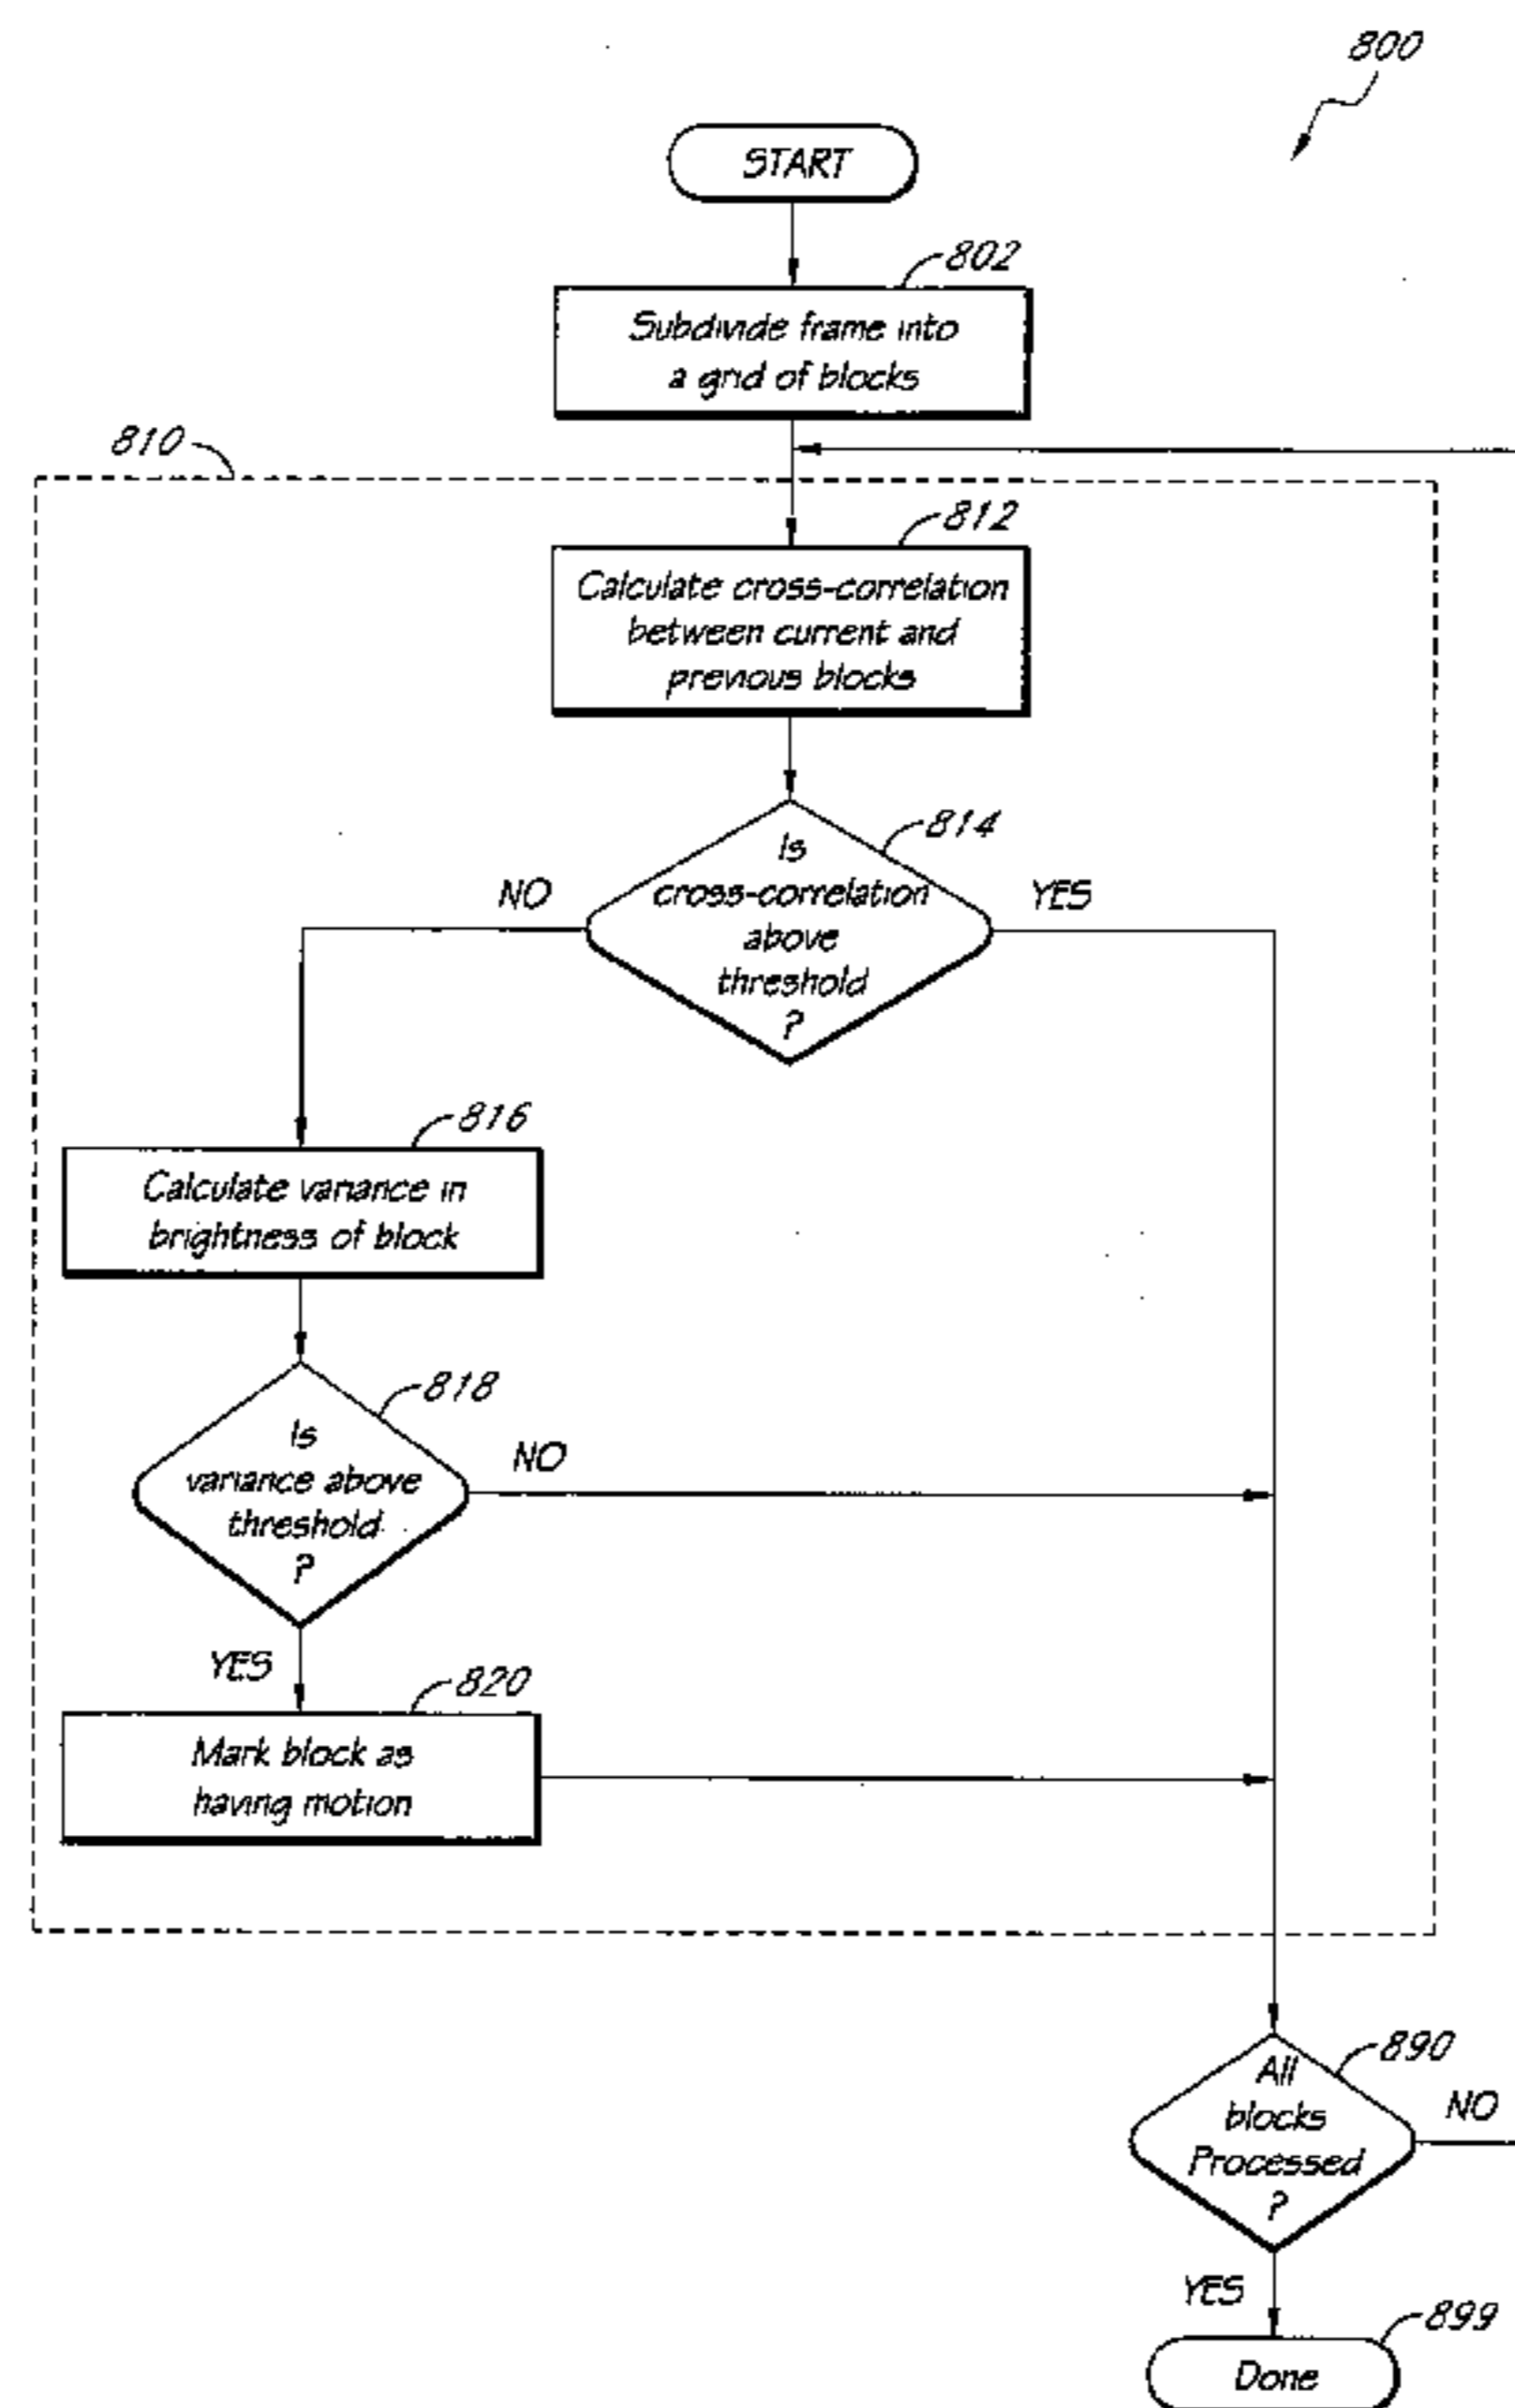 800
START
802
Subdivide frame into
a grid of blocks
810
812
Calculate cross-correlation
between current and
previous blocks
814
Is
cross-correlation
above
threshold
?
NO
YES
816
Calculate variance in
brightness of block
818
Is
variance above
threshold
?
NO
YES
820
Mark block as
having motion
890
All
blocks
Processed
?
NO
YES
899
Done